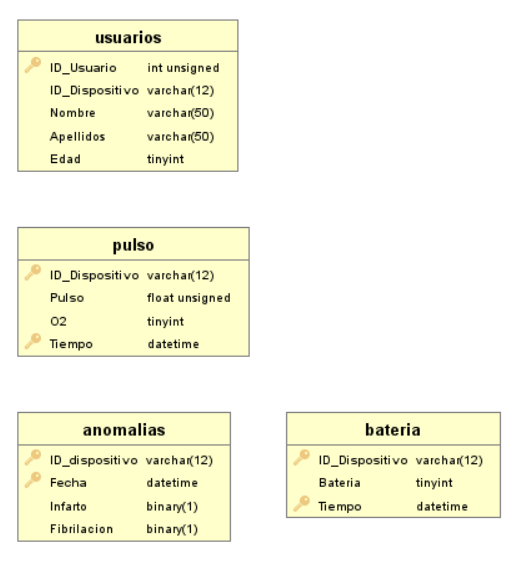 usuarios
ID_Usuario int unsigned
ID_Dispositivo varchar(12)
Nombre varchar(50)
Apellidos varchar(50)
Edad tinyint
pulso
ID_Dispositivo varchar(12)
Pulso float unsigned
O2 tinyint
Tiempo datetime
anomalias
ID_dispositivo varchar(12)
Fecha datetime
Infarto binary(1)
Fibrilacion binary(1)
bateria
ID_Dispositivo varchar(12)
Bateria tinyint
Tiempo datetime